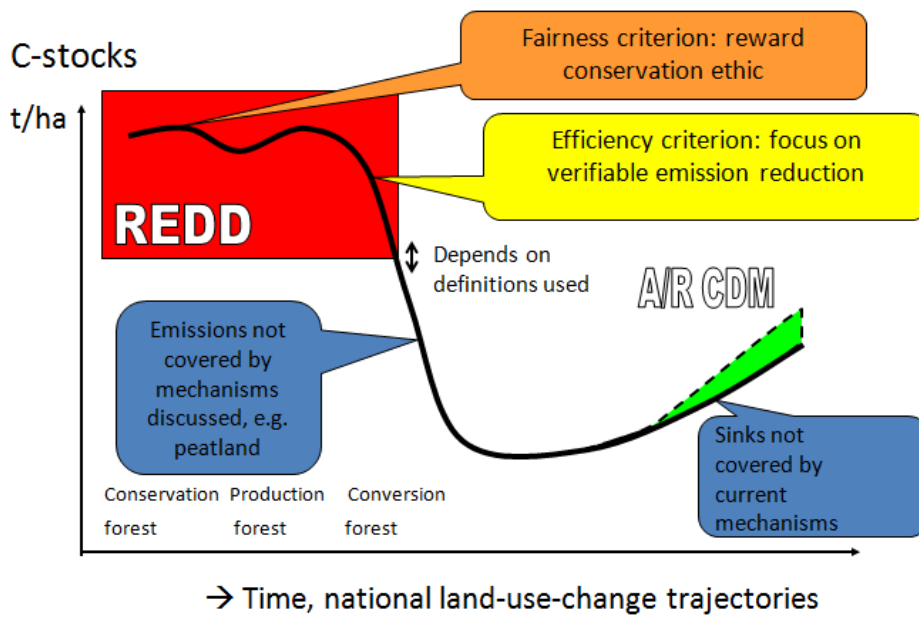 C-stocks
t/ha
Fairness criterion: reward
conservation ethic
Efficiency criterion: focus on
verifiable emission reduction
REDD
Depends on
definitions used
A/R CDM
Emissions not
covered by
mechanisms
discussed, e.g.
peatland
Sinks not
covered by
current
mechanisms
Conservation Production Conversion
forest forest forest
→ Time, national land-use-change trajectories